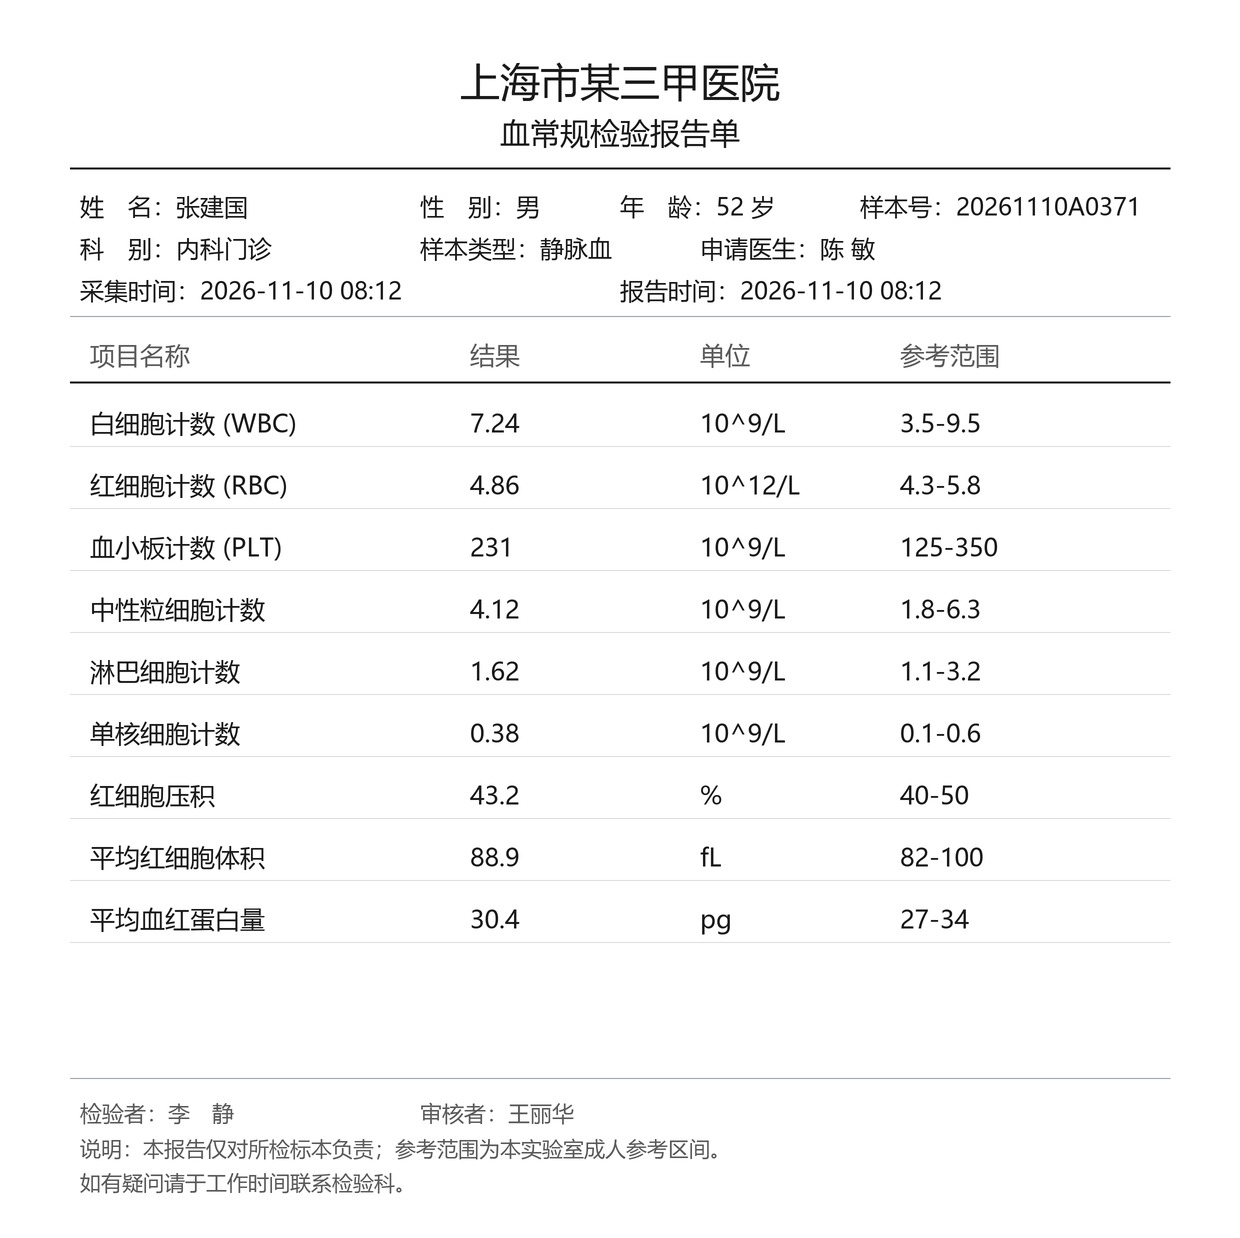 上海市某三甲医院
血常规检验报告单
姓　名：张建国　性　别：男　年　龄：52 岁　样本号：20261110A0371
科　别：内科门诊　样本类型：静脉血　申请医生：陈 敏
采集时间：2026-11-10 08:12　报告时间：2026-11-10 08:12
项目名称　结果　单位　参考范围
白细胞计数 (WBC)　7.24　10^9/L　3.5-9.5
红细胞计数 (RBC)　4.86　10^12/L　4.3-5.8
血小板计数 (PLT)　231　10^9/L　125-350
中性粒细胞计数　4.12　10^9/L　1.8-6.3
淋巴细胞计数　1.62　10^9/L　1.1-3.2
单核细胞计数　0.38　10^9/L　0.1-0.6
红细胞压积　43.2　%　40-50
平均红细胞体积　88.9　fL　82-100
平均血红蛋白量　30.4　pg　27-34
检验者：李　静　审核者：王丽华
说明：本报告仅对所检标本负责；参考范围为本实验室成人参考区间。
如有疑问请于工作时间联系检验科。